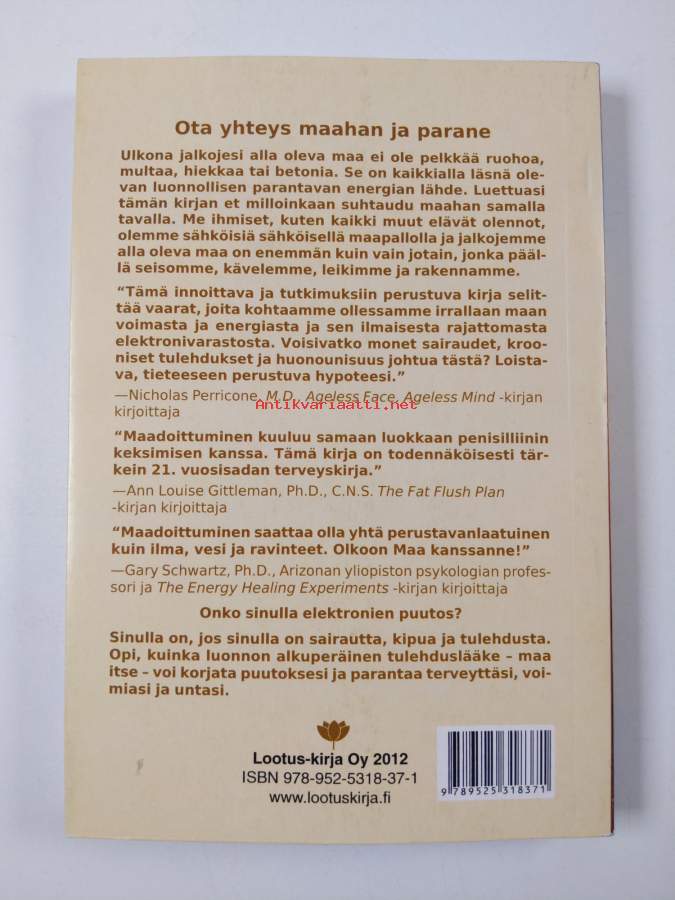 Ota yhteys maahan ja parane
Ulkona jalkojesi alla oleva maa ei ole pelkkää ruohoa,
multaa, hiekkaa tai betonia. Se on kaikkialla läsnä ole-
van luonnollisen parantavan energian lähde. Luettuasi
tämän kirjan et milloinkaan suhtaudu maahan samalla
tavalla. Me ihmiset, kuten kaikki muut elävät olennot,
olemme sähköisiä sähköisellä maapallolla ja jalkojemme
alla oleva maa on enemmän kuin vain jotain, jonka pääl-
lä seisomme, kävelemme, leikimme ja rakennamme.
“Tämä innoittava ja tutkimuksiin perustuva kirja selit-
tää vaarat, joita kohtaamme ollessamme irrallaan maan
voimasta ja energiasta ja sen ilmaisesta rajattomasta
elektronivarastosta. Voisivatko monet sairaudet, kroo-
niset tulehdukset ja huonounisuus johtua tästä? Loista-
va, tieteeseen perustuva hypoteesi.”
—Nicholas Perricone, M.D., Ageless Face, Ageless Mind -kirjan
kirjoittaja
Antikvariaatti.net
“Maadoittuminen kuuluu samaan luokkaan penisilliinin
keksimisen kanssa. Tämä kirja on todennäköisesti tär-
kein 21. vuosisadan terveyskirja.”
—Ann Louise Gittleman, Ph.D., C.N.S. The Fat Flush Plan
-kirjan kirjoittaja
“Maadoittuminen saattaa olla yhtä perustavanlaatuinen
kuin ilma, vesi ja ravinteet. Olkoon Maa kanssanne!”
—Gary Schwartz, Ph.D., Arizonan yliopiston psykologian profes-
sori ja The Energy Healing Experiments -kirjan kirjoittaja
Onko sinulla elektronien puutos?
Sinulla on, jos sinulla on sairautta, kipua ja tulehdusta.
Opi, kuinka luonnon alkuperäinen tulehduslääke – maa
itse – voi korjata puutoksesi ja parantaa terveyttäsi, voi-
miasi ja untasi.
Lootus-kirja Oy 2012
ISBN 978-952-5318-37-1
www.lootuskirja.fi
9 789525 318371